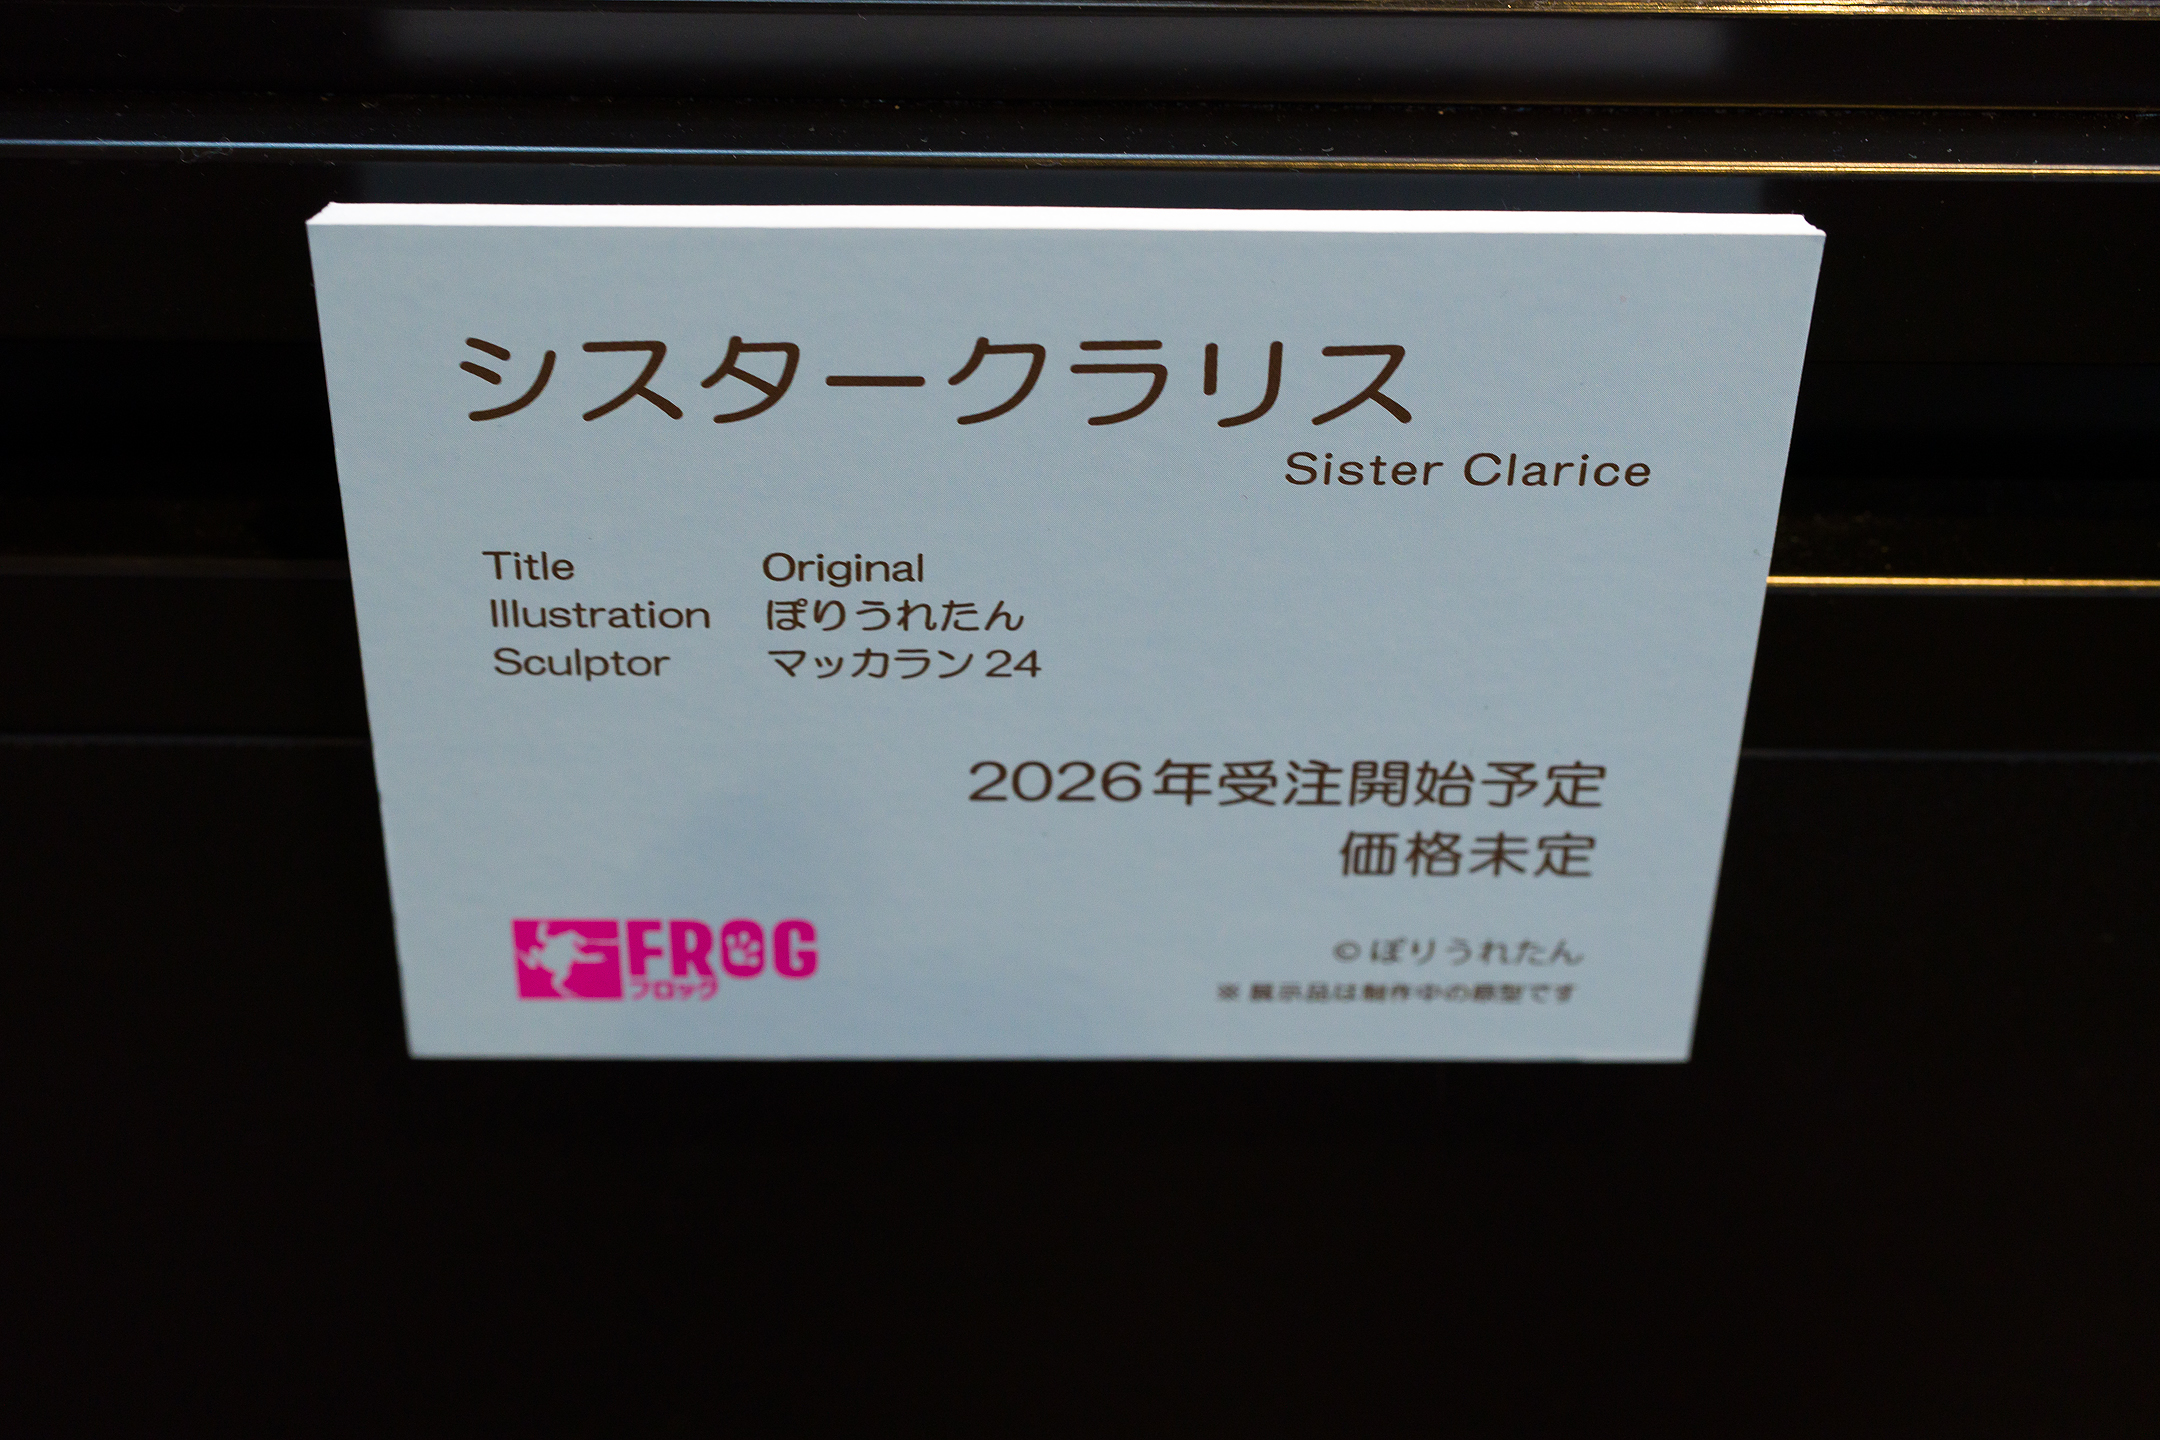 シスタークラリス
Sister Clarice
Title Original
Illustration ぽりうれたん
Sculptor マッカラン24
2026年受注開始予定
価格未定
FROG
フロッグ
©ぽりうれたん
※展示品は制作中の原型です